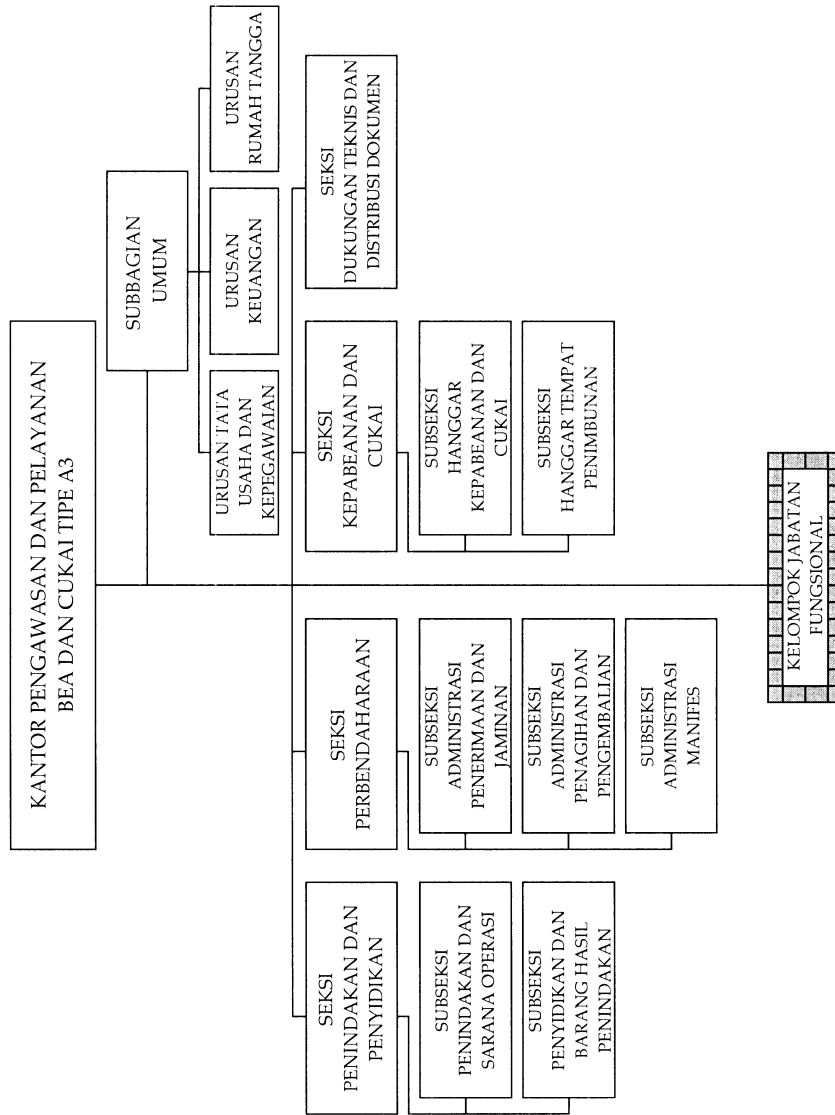 KANTOR PENGAWASAN DAN PELAYANAN
BEA DAN CUKAI TIPE A3
SUBBAGIAN
UMUM
URUSAN TATA
USAHA DAN
KEPEGAWAIAN
URUSAN
KEUANGAN
URUSAN
RUMAH TANGGA
SEKSI
PENINDAKAN DAN
PENYIDIKAN
SEKSI
PERBENDAHARAAN
SEKSI
KEPABEANAN DAN
CUKAI
SEKSI
DUKUNGAN TEKNIS DAN
DISTRIBUSI DOKUMEN
SUBSEKSI
PENINDAKAN DAN
SARANA OPERASI
SUBSEKSI
PENYIDIKAN DAN
BARANG HASIL
PENINDAKAN
SUBSEKSI
ADMINISTRASI
PENERIMAAN DAN
JAMINAN
SUBSEKSI
ADMINISTRASI
PENAGIHAN DAN
PENGEMBALIAN
SUBSEKSI
ADMINISTRASI
MANIFES
SUBSEKSI
HANGGAR
KEPABEANAN DAN
CUKAI
SUBSEKSI
HANGGAR TEMPAT
PENIMBUNAN
KELOMPOK JABATAN
FUNGSIONAL